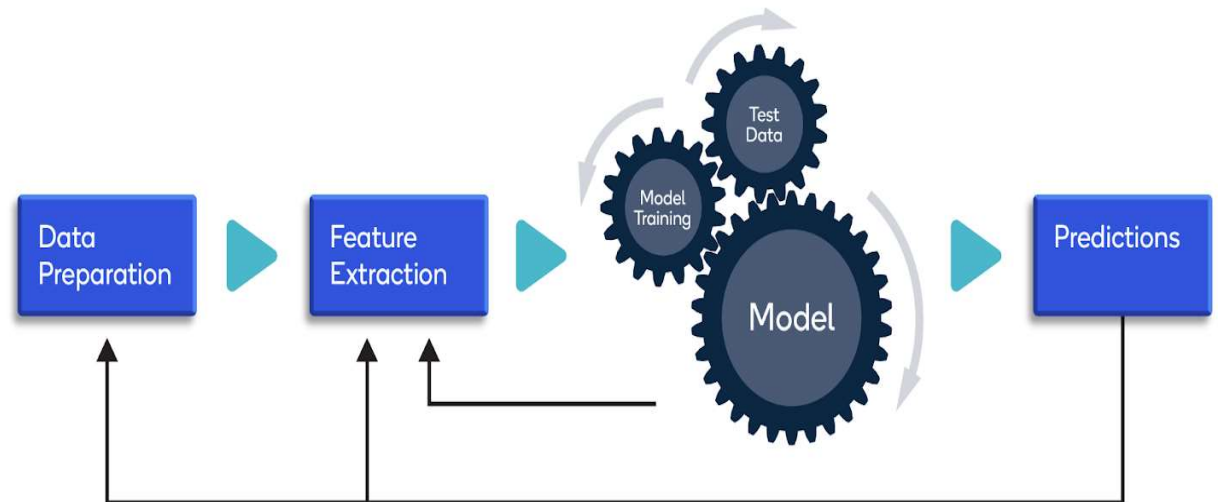 Data
Preparation
Feature
Extraction
Model
Training
Test
Data
Model
Predictions